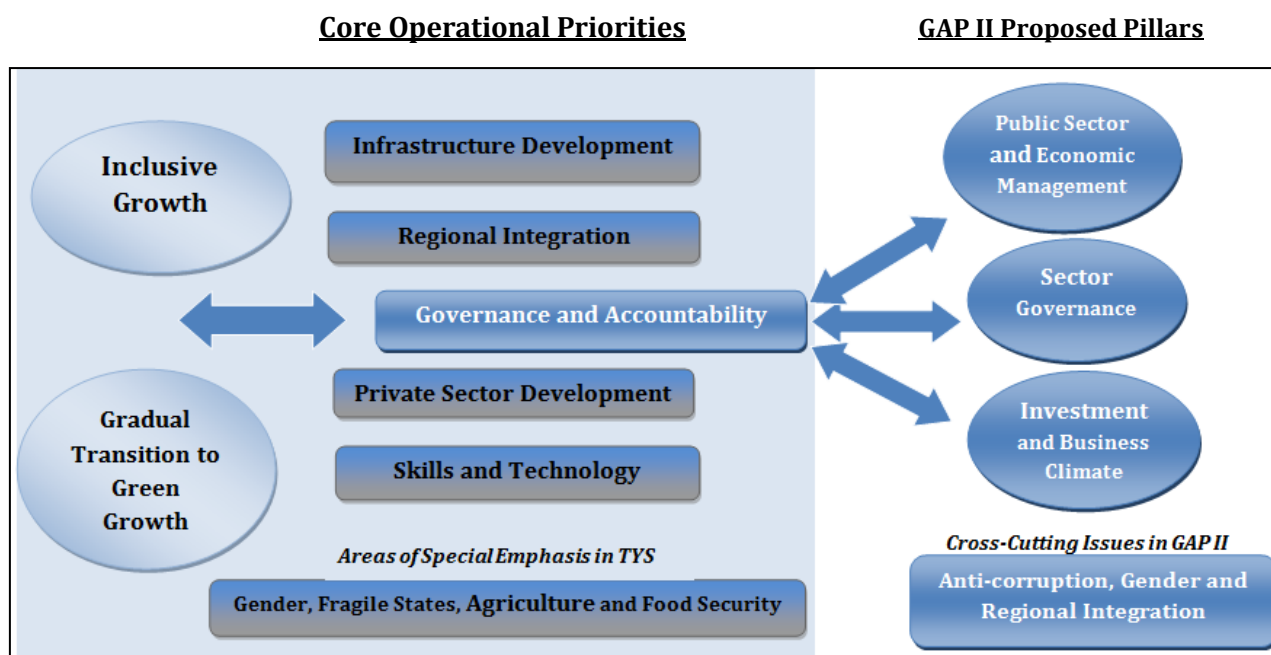 Core Operational Priorities
GAP II Proposed Pillars
Inclusive
Growth
Gradual
Transition to
Green
Growth
Infrastructure Development
Regional Integration
Governance and Accountability
Private Sector Development
Skills and Technology
Areas of Special Emphasis in TYS
Gender, Fragile States, Agriculture and Food Security
Public Sector
and Economic
Management
Sector
Governance
Investment
and Business
Climate
Cross-Cutting Issues in GAP II
Anti-corruption, Gender and
Regional Integration